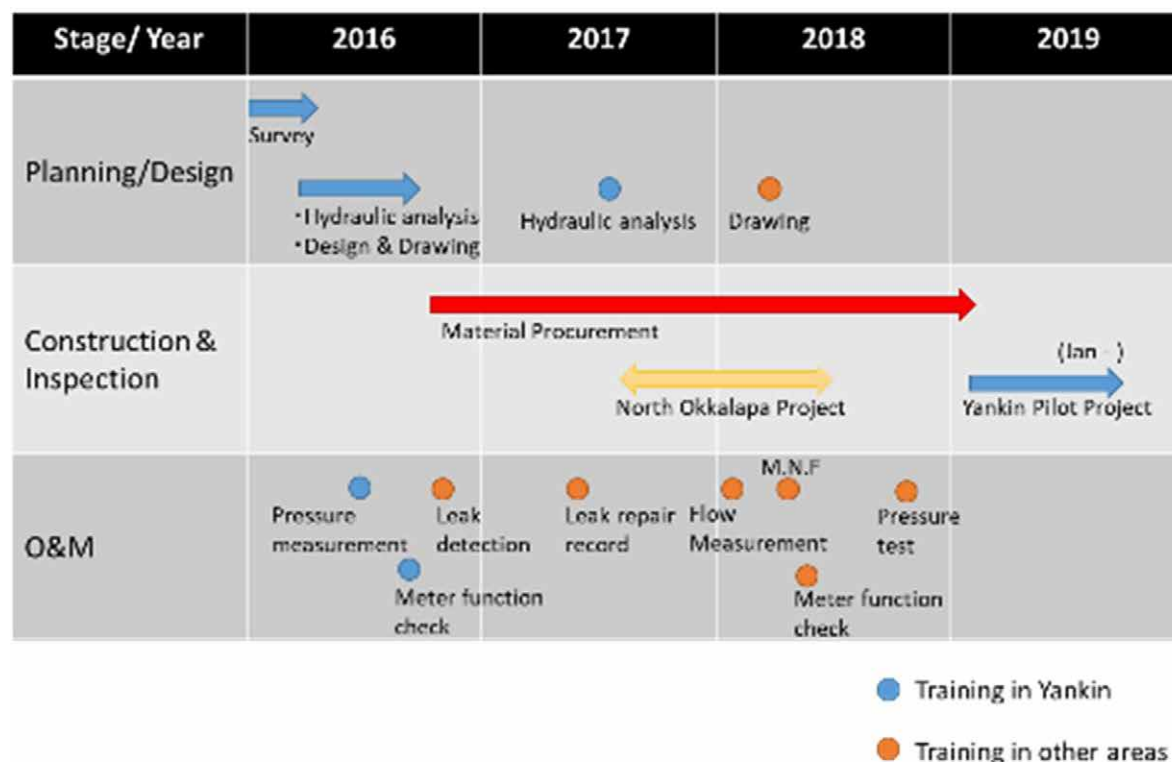 Stage/ Year 2016 2017 2018 2019
Planning/Design
Survey
・Hydraulic analysis
・Design & Drawing
Hydraulic analysis
Drawing
Construction &
Inspection
Material Procurement
North Okkalapa Project
(Jan - )
Yankin Pilot Project
O&M
Pressure
measurement
Leak
detection
Meter function
check
Leak repair
record
Flow
Measurement
M.N.F
Meter function
check
Pressure
test
Training in Yankin
Training in other areas